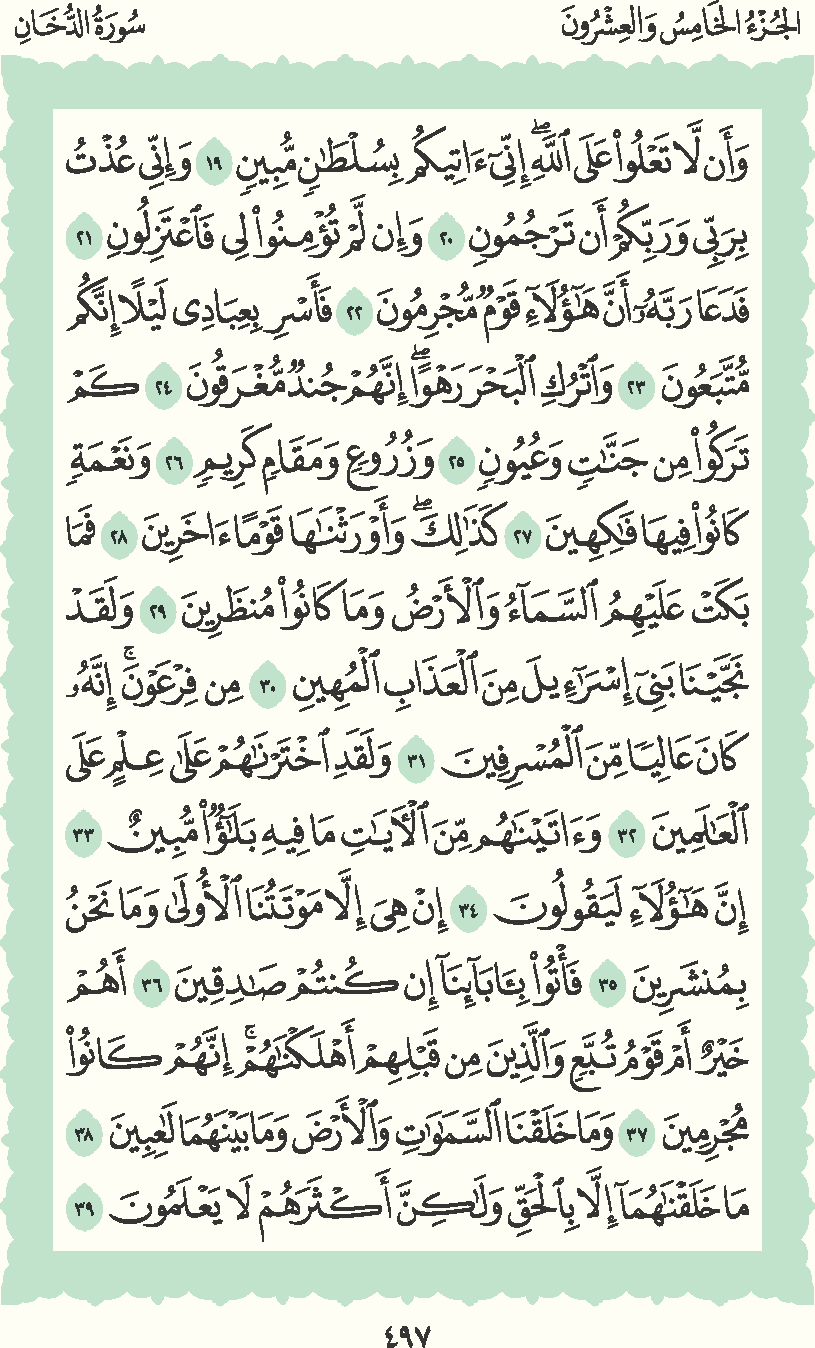 الجُزْءُ الخَامِسُ وَالعِشْرُونَ
سُورَةُ الدُّخَانِ
وَأَن لَّا تَعْلُوا۟ عَلَى ٱللَّهِ ۖ إِنِّىٓ ءَاتِيكُم بِسُلْطَـٰنٍ مُّبِينٍ ١٩ وَإِنِّى عُذْتُ
بِرَبِّى وَرَبِّكُمْ أَن تَرْجُمُونِ ٢٠ وَإِن لَّمْ تُؤْمِنُوا۟ لِى فَٱعْتَزِلُونِ ٢١
فَدَعَا رَبَّهُۥٓ أَنَّ هَـٰٓؤُلَآءِ قَوْمٌ مُّجْرِمُونَ ٢٢ فَأَسْرِ بِعِبَادِى لَيْلًا إِنَّكُم
مُّتَّبَعُونَ ٢٣ وَٱتْرُكِ ٱلْبَحْرَ رَهْوًا ۖ إِنَّهُمْ جُندٌ مُّغْرَقُونَ ٢٤ كَمْ
تَرَكُوا۟ مِن جَنَّـٰتٍ وَعُيُونٍ ٢٥ وَزُرُوعٍ وَمَقَامٍ كَرِيمٍ ٢٦ وَنَعْمَةٍ
كَانُوا۟ فِيهَا فَـٰكِهِينَ ٢٧ كَذَٰلِكَ ۖ وَأَوْرَثْنَـٰهَا قَوْمًا ءَاخَرِينَ ٢٨ فَمَا
بَكَتْ عَلَيْهِمُ ٱلسَّمَآءُ وَٱلْأَرْضُ وَمَا كَانُوا۟ مُنظَرِينَ ٢٩ وَلَقَدْ
نَجَّيْنَا بَنِىٓ إِسْرَٰٓءِيلَ مِنَ ٱلْعَذَابِ ٱلْمُهِينِ ٣٠ مِن فِرْعَوْنَ ۚ إِنَّهُۥ
كَانَ عَالِيًا مِّنَ ٱلْمُسْرِفِينَ ٣١ وَلَقَدِ ٱخْتَرْنَـٰهُمْ عَلَىٰ عِلْمٍ عَلَى
ٱلْعَـٰلَمِينَ ٣٢ وَءَاتَيْنَـٰهُم مِّنَ ٱلْـَٔايَـٰتِ مَا فِيهِ بَلَـٰٓؤٌا۟ مُّبِينٌ ٣٣
إِنَّ هَـٰٓؤُلَآءِ لَيَقُولُونَ ٣٤ إِنْ هِىَ إِلَّا مَوْتَتُنَا ٱلْأُولَىٰ وَمَا نَحْنُ
بِمُنشَرِينَ ٣٥ فَأْتُوا۟ بِـَٔابَآئِنَآ إِن كُنتُمْ صَـٰدِقِينَ ٣٦ أَهُمْ
خَيْرٌ أَمْ قَوْمُ تُبَّعٍ وَٱلَّذِينَ مِن قَبْلِهِمْ أَهْلَكْنَـٰهُمْ ۚ إِنَّهُمْ كَانُوا۟
مُجْرِمِينَ ٣٧ وَمَا خَلَقْنَا ٱلسَّمَـٰوَٰتِ وَٱلْأَرْضَ وَمَا بَيْنَهُمَا لَـٰعِبِينَ ٣٨
مَا خَلَقْنَـٰهُمَآ إِلَّا بِٱلْحَقِّ وَلَـٰكِنَّ أَكْثَرَهُمْ لَا يَعْلَمُونَ ٣٩
٤٩٧